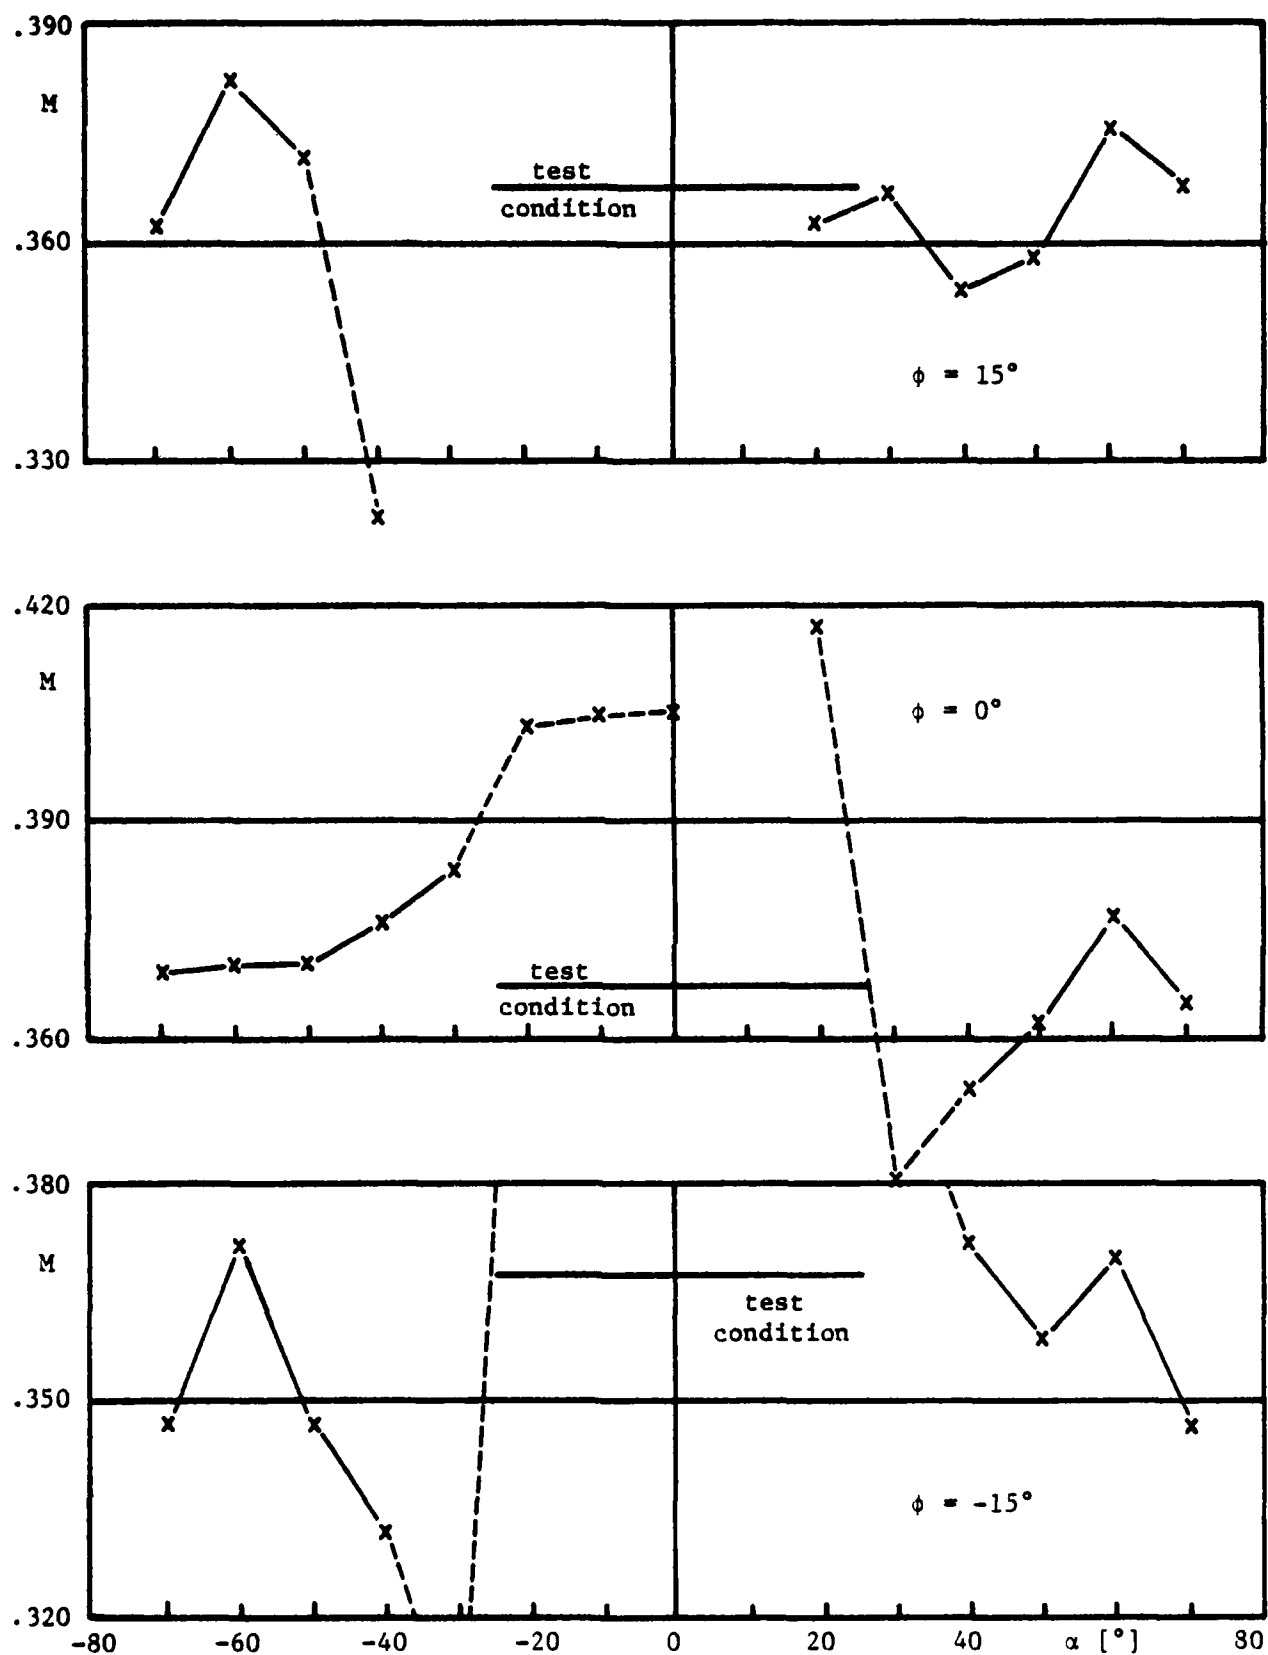 .390
M
test
condition
.360
φ = 15°
.330
.420
M
φ = 0°
.390
test
condition
.360
.380
M
test
condition
.350
φ = -15°
.320
-80 -60 -40 -20 0 20 40 α [°] 80